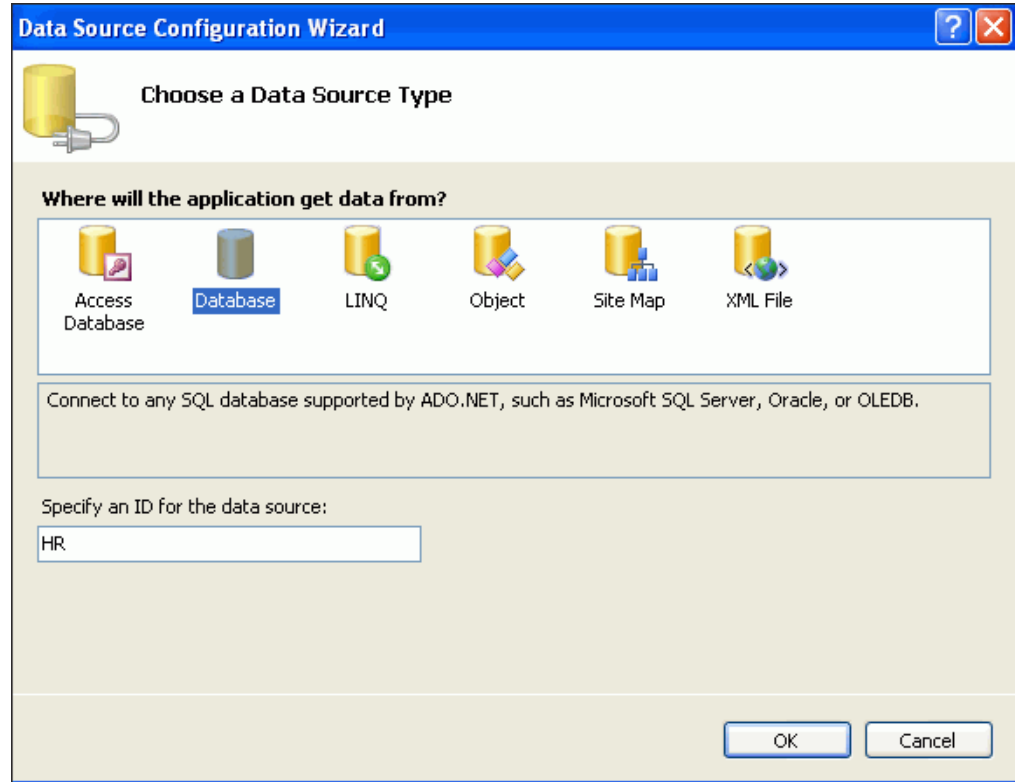 Data Source Configuration Wizard
Choose a Data Source Type
Where will the application get data from?
Access Database
Database
LINQ
Object
Site Map
XML File
Connect to any SQL database supported by ADO.NET, such as Microsoft SQL Server, Oracle, or OLEDB.
Specify an ID for the data source:
HR
OK
Cancel